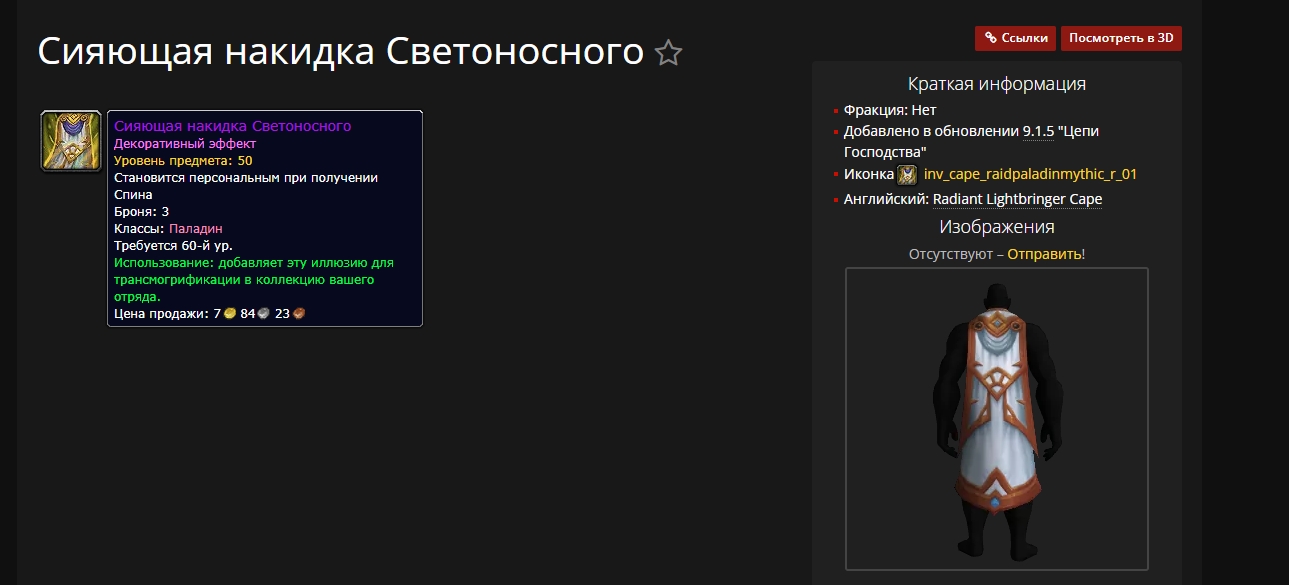 Сияющая накидка Светоносного
Ссылки
Посмотреть в 3D
Сияющая накидка Светоносного
Декоративный эффект
Уровень предмета: 50
Становится персональным при получении
Спина
Броня: 3
Классы: Паладин
Требуется 60-й ур.
Использование: добавляет эту иллюзию для
трансмогрификации в коллекцию вашего
отряда.
Цена продажи: 7 84 23
Краткая информация
Фракция: Нет
Добавлено в обновлении 9.1.5 "Цепи
Господства"
Иконка inv_cape_raidpaladinmythic_r_01
Английский: Radiant Lightbringer Cape
Изображения
Отсутствуют – Отправить!